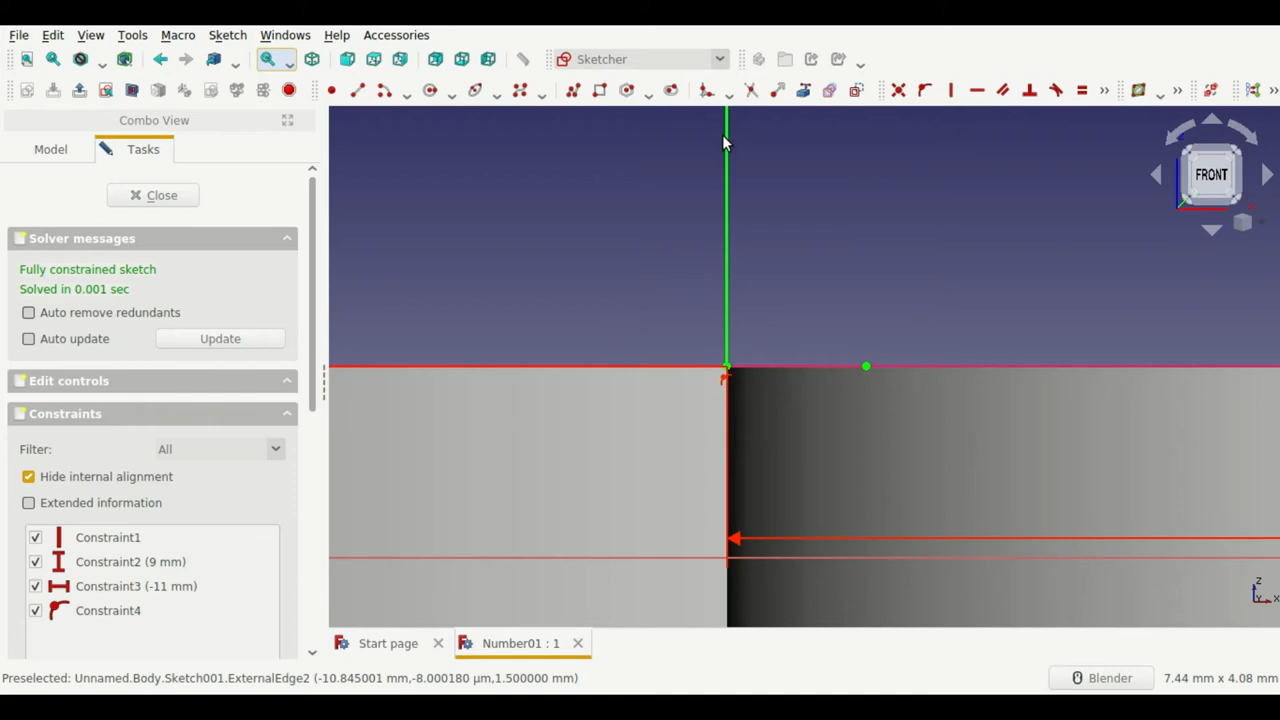 File Edit View Tools Macro Sketch Windows Help Accessories
Sketcher
Combo View
Model Tasks
Close
Solver messages
Fully constrained sketch
Solved in 0.001 sec
Auto remove redundants
Auto update Update
Edit controls
Constraints
Filter: All
Hide internal alignment
Extended information
Constraint1
Constraint2 (9 mm)
Constraint3 (-11 mm)
Constraint4
FRONT
Z
Y X
Start page Number01 : 1
Preselected: Unnamed.Body.Sketch001.ExternalEdge2 (-10.845001 mm,-8.000180 µm,1.500000 mm) Blender 7.44 mm x 4.08 mm